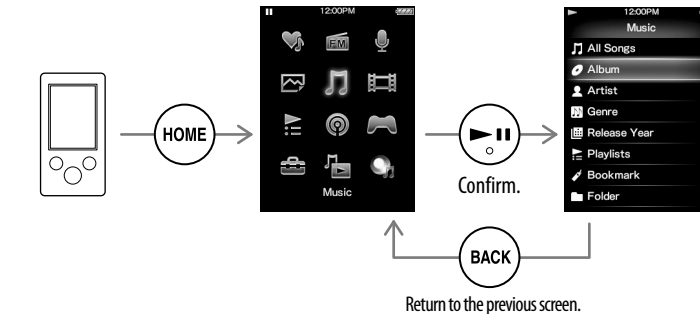 12:00PM
FM
Music
HOME
Confirm.
12:00PM
Music
All Songs
Album
Artist
Genre
Release Year
Playlists
Bookmark
Folder
BACK
Return to the previous screen.